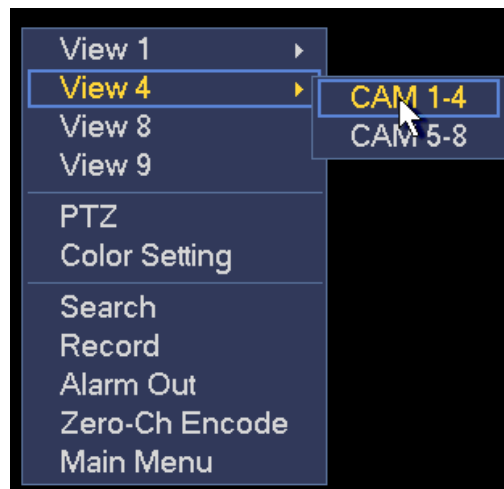 View 1
View 4
CAM 1-4
CAM 5-8
View 8
View 9
PTZ
Color Setting
Search
Record
Alarm Out
Zero-Ch Encode
Main Menu